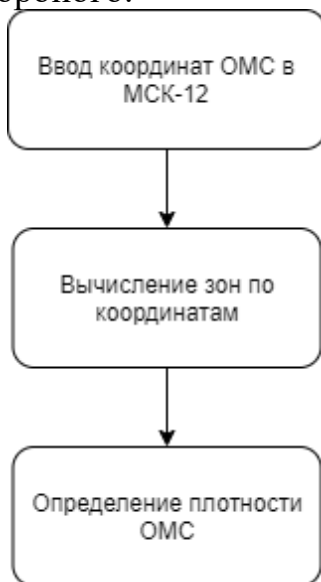 Ввод координат ОМС в
МСК-12
Вычисление зон по
координатам
Определение плотности
ОМС